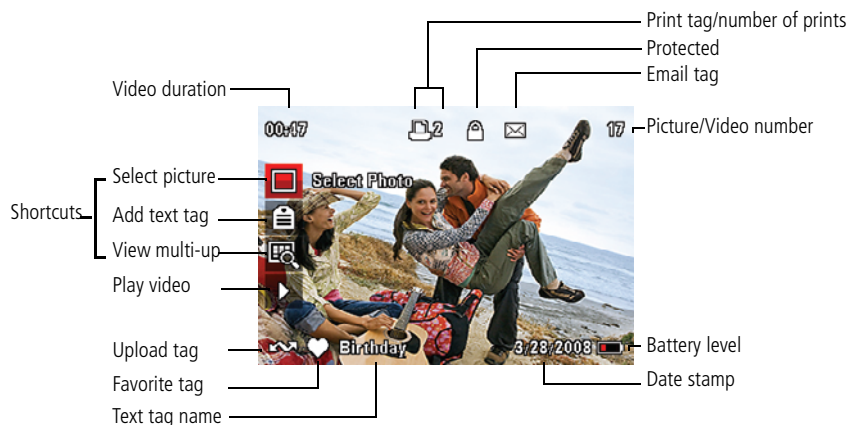 Print tag/number of prints
Protected
Email tag
Video duration
00:47 2 17
Picture/Video number
Select picture
Select Photo
Shortcuts
Add text tag
View multi-up
Play video
Upload tag
Birthday 3/28/2008
Battery level
Favorite tag
Date stamp
Text tag name